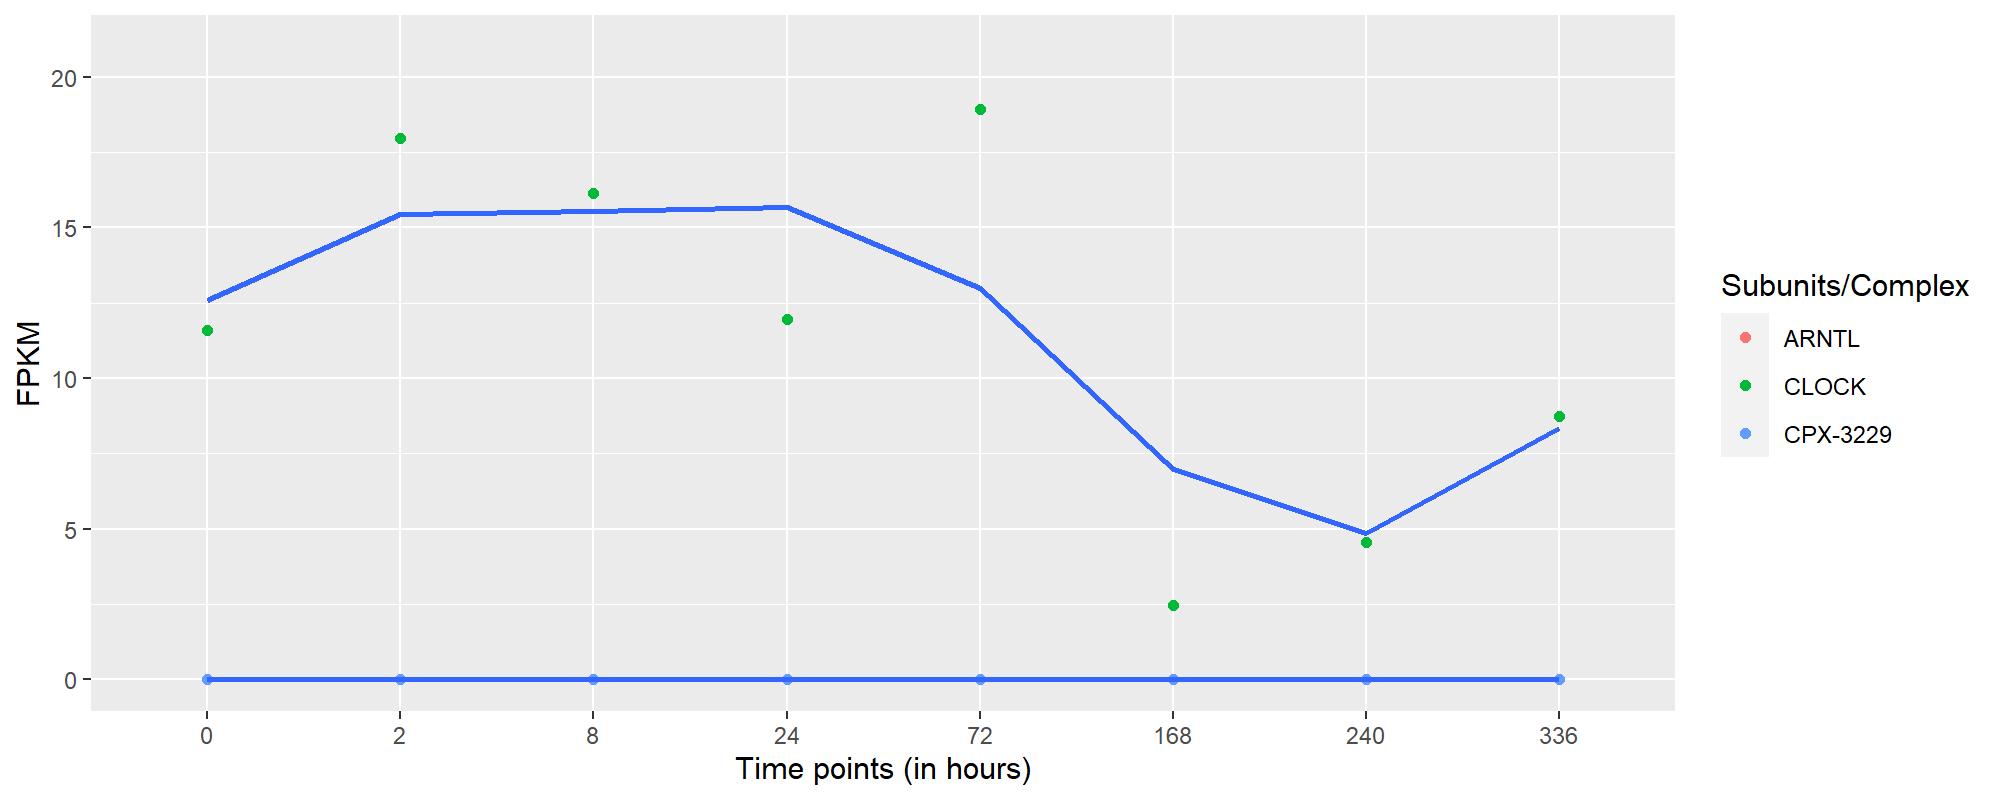 20
15
10
5
0
FPKM
0 2 8 24 72 168 240 336
Time points (in hours)
Subunits/Complex
ARNTL
CLOCK
CPX-3229